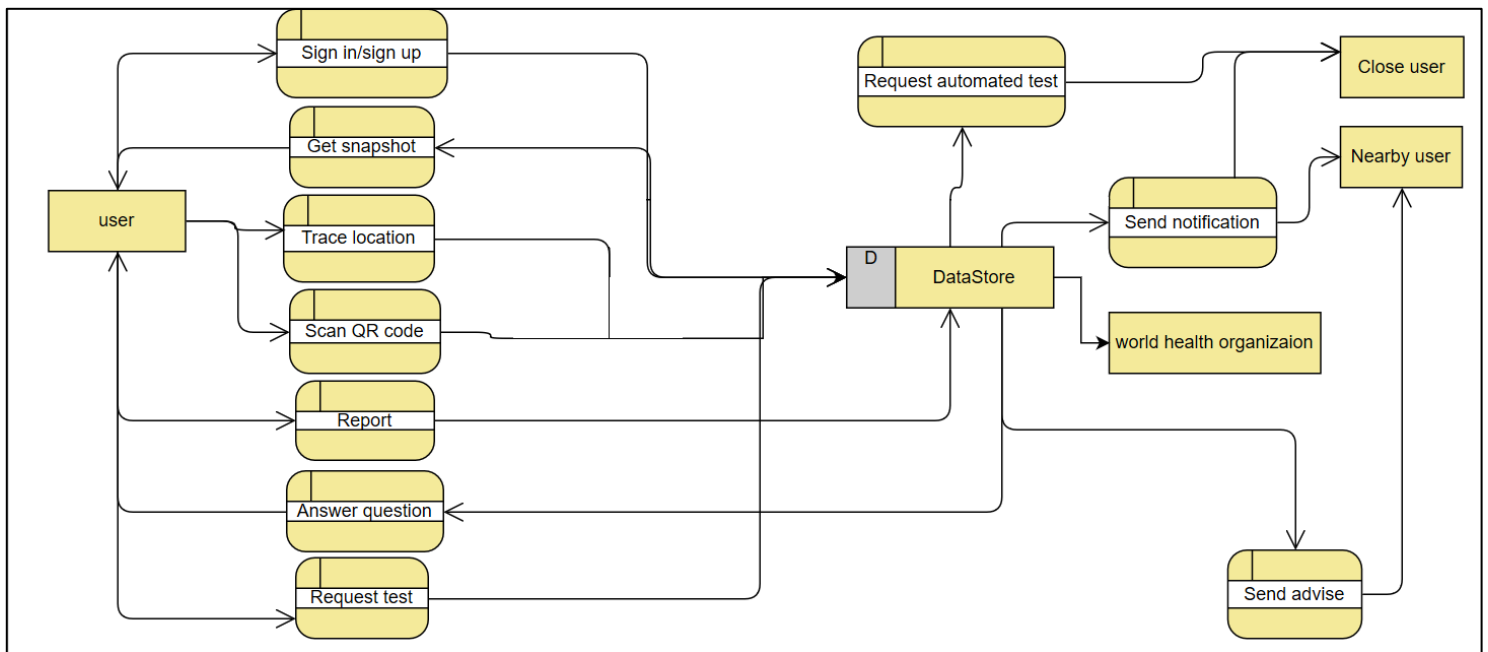 Sign in/sign up
Get snapshot
user
Trace location
Scan QR code
Report
Answer question
Request test
Request automated test
Close user
Nearby user
Send notification
D
DataStore
world health organizaion
Send advise